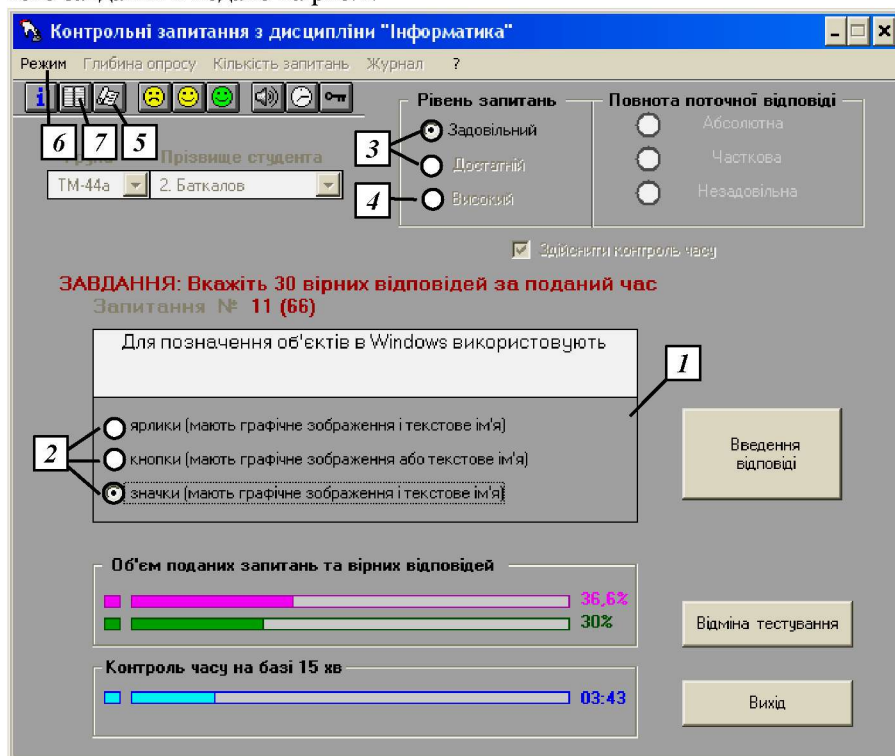 Контрольні запитання з дисципліни "Інформатика"
Режим Глибина опросу Кількість запитань Журнал ?
6 7 5
Прізвище студента
ТМ-44а 2. Баткалов
Рівень запитань
3 Задовільний
Достатній
4 Високий
Повнота поточної відповіді
Абсолютна
Часткова
Незадовільна
Здійснити контроль часу
ЗАВДАННЯ: Вкажіть 30 вірних відповідей за поданий час
Запитання № 11 (66)
Для позначення об'єктів в Windows використовують
1
2
ярлики (мають графічне зображення і текстове ім'я)
кнопки (мають графічне зображення або текстове ім'я)
значки (мають графічне зображення і текстове ім'я)
Введення
відповіді
Об'єм поданих запитань та вірних відповідей
36,6%
30%
Відміна тестування
Контроль часу на базі 15 хв
03:43
Вихід